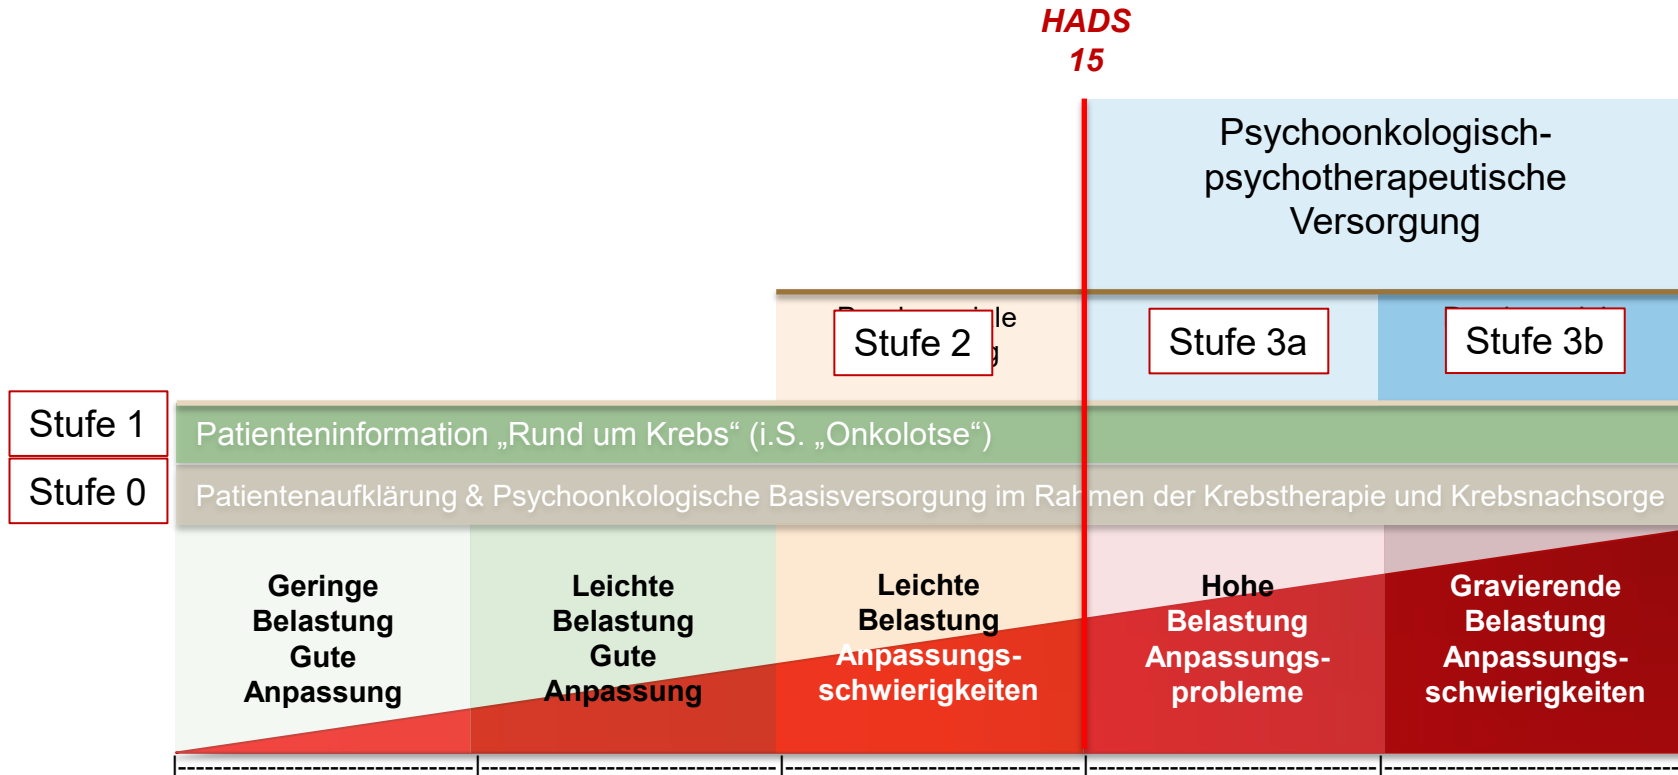 HADS
15
Psychoonkologisch-
psychotherapeutische
Versorgung
Stufe 2
Stufe 3a
Stufe 3b
Stufe 1
Patienteninformation „Rund um Krebs“ (i.S. „Onkolotse“)
Stufe 0
Patientenaufklärung & Psychoonkologische Basisversorgung im Rahmen der Krebstherapie und Krebsnachsorge
Geringe
Belastung
Gute
Anpassung
Leichte
Belastung
Gute
Anpassung
Leichte
Belastung
Anpassungs-
schwierigkeiten
Hohe
Belastung
Anpassungs-
probleme
Gravierende
Belastung
Anpassungs-
schwierigkeiten